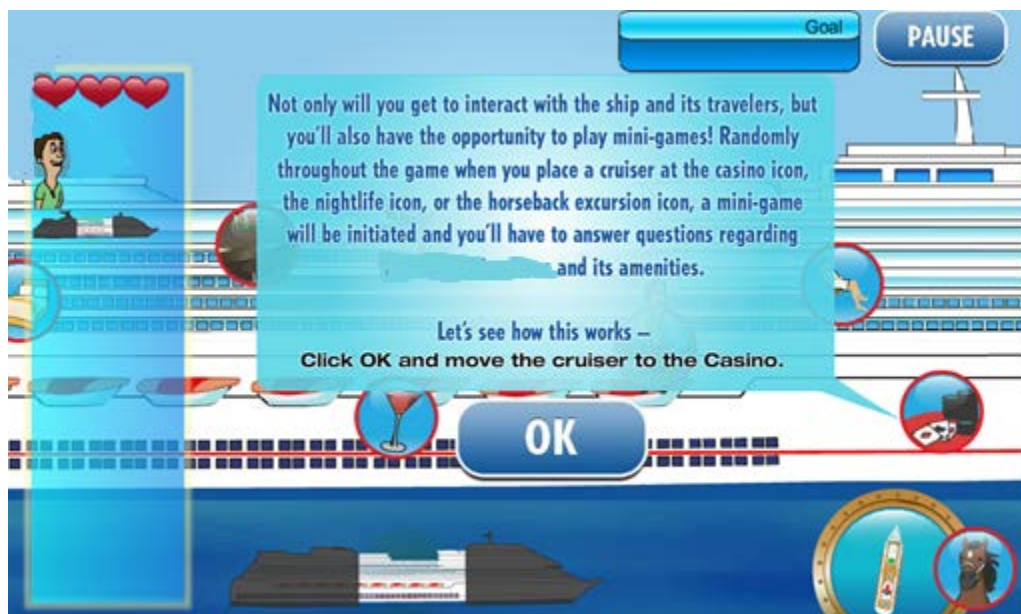 Goal
PAUSE
Not only will you get to interact with the ship and its travelers, but
you'll also have the opportunity to play mini-games! Randomly
throughout the game when you place a cruiser at the casino icon,
the nightlife icon, or the horseback excursion icon, a mini-game
will be initiated and you'll have to answer questions regarding
and its amenities.
Let's see how this works –
Click OK and move the cruiser to the Casino.
OK